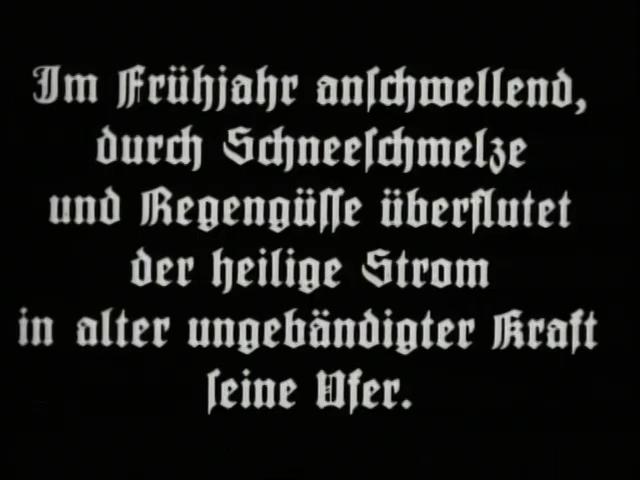 Im Frühjahr anſchwellend,
durch Schneeſchmelze
und Regengüſſe überflutet
der heilige Strom
in alter ungebändigter Kraft
ſeine Ufer.